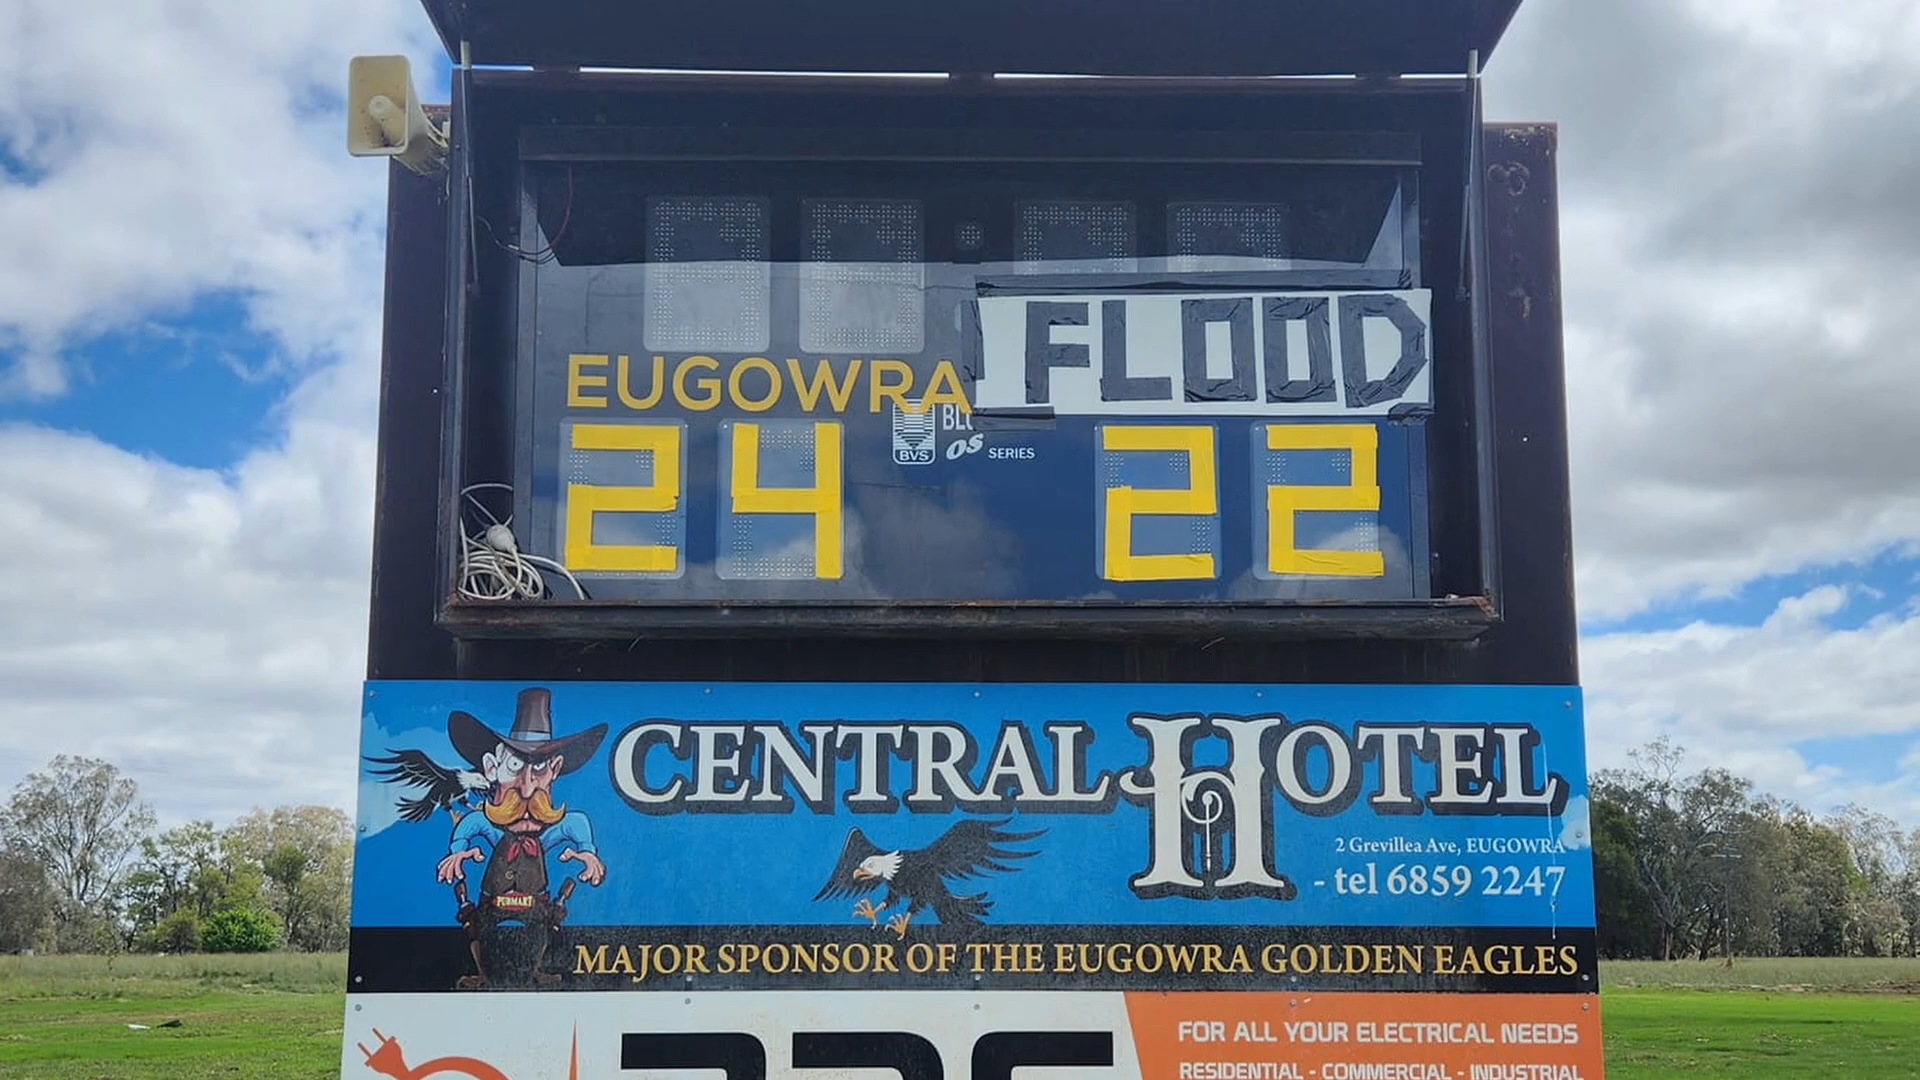 EUGOWRA
FLOOD
BVS
OS SERIES
24 22
CENTRAL HOTEL
2 Grevillea Ave, EUGOWRA
- tel 6859 2247
PUBMART
MAJOR SPONSOR OF THE EUGOWRA GOLDEN EAGLES
FOR ALL YOUR ELECTRICAL NEEDS
RESIDENTIAL - COMMERCIAL - INDUSTRIAL